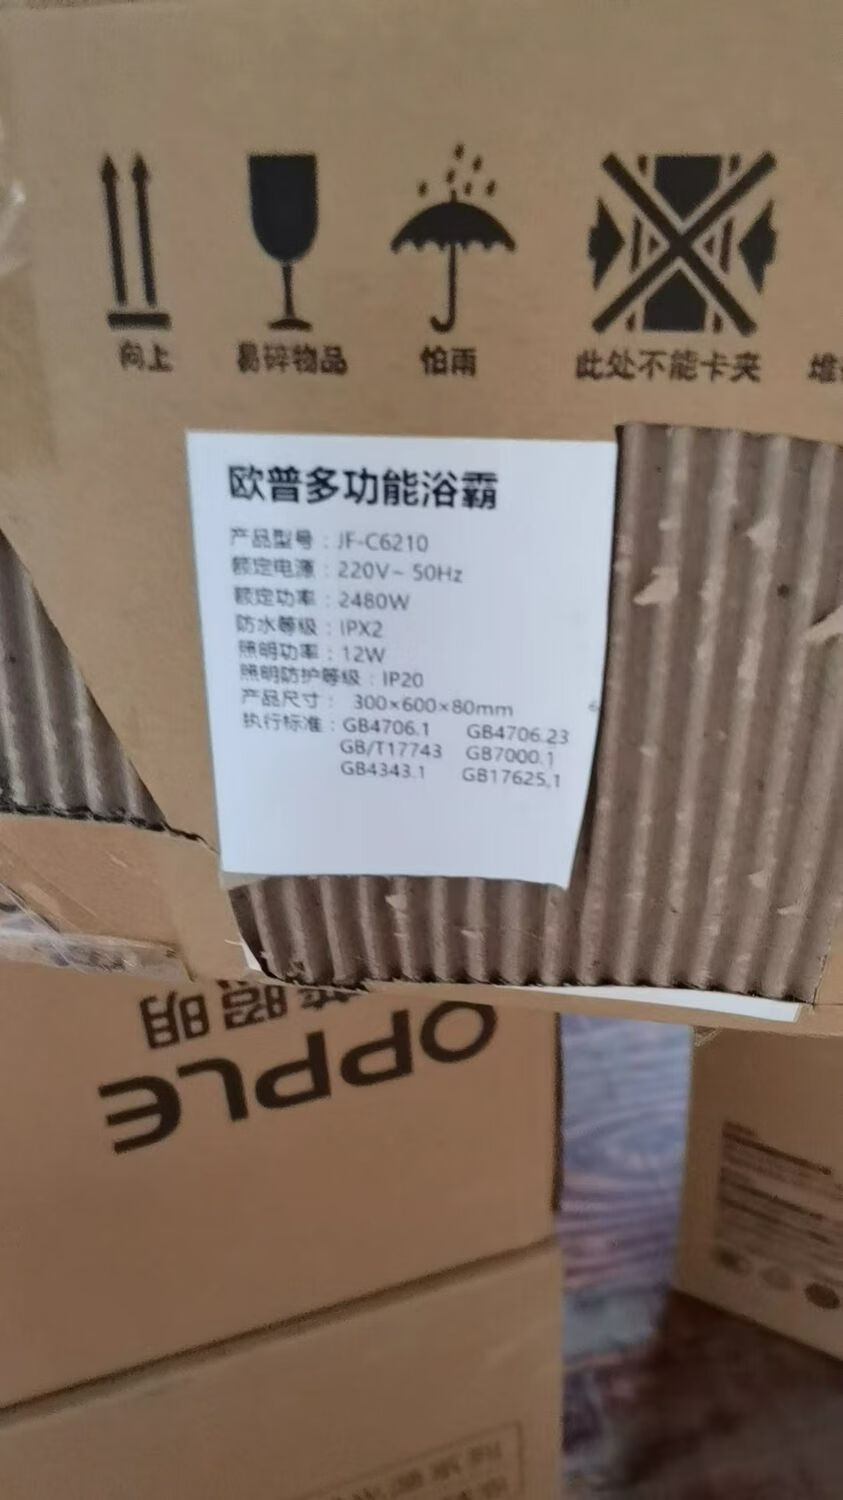 向上 易碎物品 怕雨 此处不能卡夹 堆
欧普多功能浴霸
产品型号：JF-C6210
额定电源：220V~ 50Hz
额定功率：2480W
防水等级：IPX2
照明功率：12W
照明防护等级：IP20
产品尺寸： 300×600×80mm
执行标准：GB4706.1 GB4706.23
GB/T17743 GB7000.1
GB4343.1 GB17625.1
OPPLE
照明